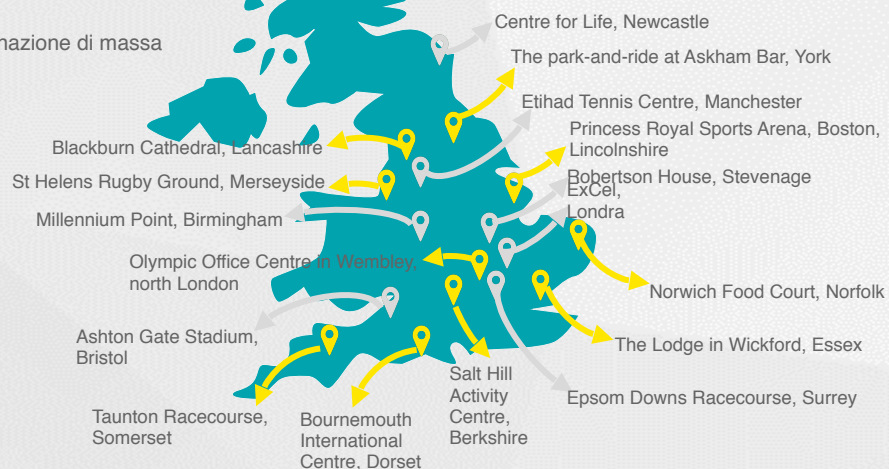 Centre for Life, Newcastle
The park-and-ride at Askham Bar, York
Etihad Tennis Centre, Manchester
Princess Royal Sports Arena, Boston,
Lincolnshire
Robertson House, Stevenage
ExCel,
Londra
di massa
Blackburn Cathedral, Lancashire
St Helens Rugby Ground, Merseyside
Millennium Point, Birmingham
Olympic Office Centre in Wembley,
north London
Norwich Food Court, Norfolk
Ashton Gate Stadium,
Bristol
The Lodge in Wickford, Essex
Salt Hill
Activity
Centre,
Berkshire
Epsom Downs Racecourse, Surrey
Taunton Racecourse,
Somerset
Bournemouth
International
Centre, Dorset